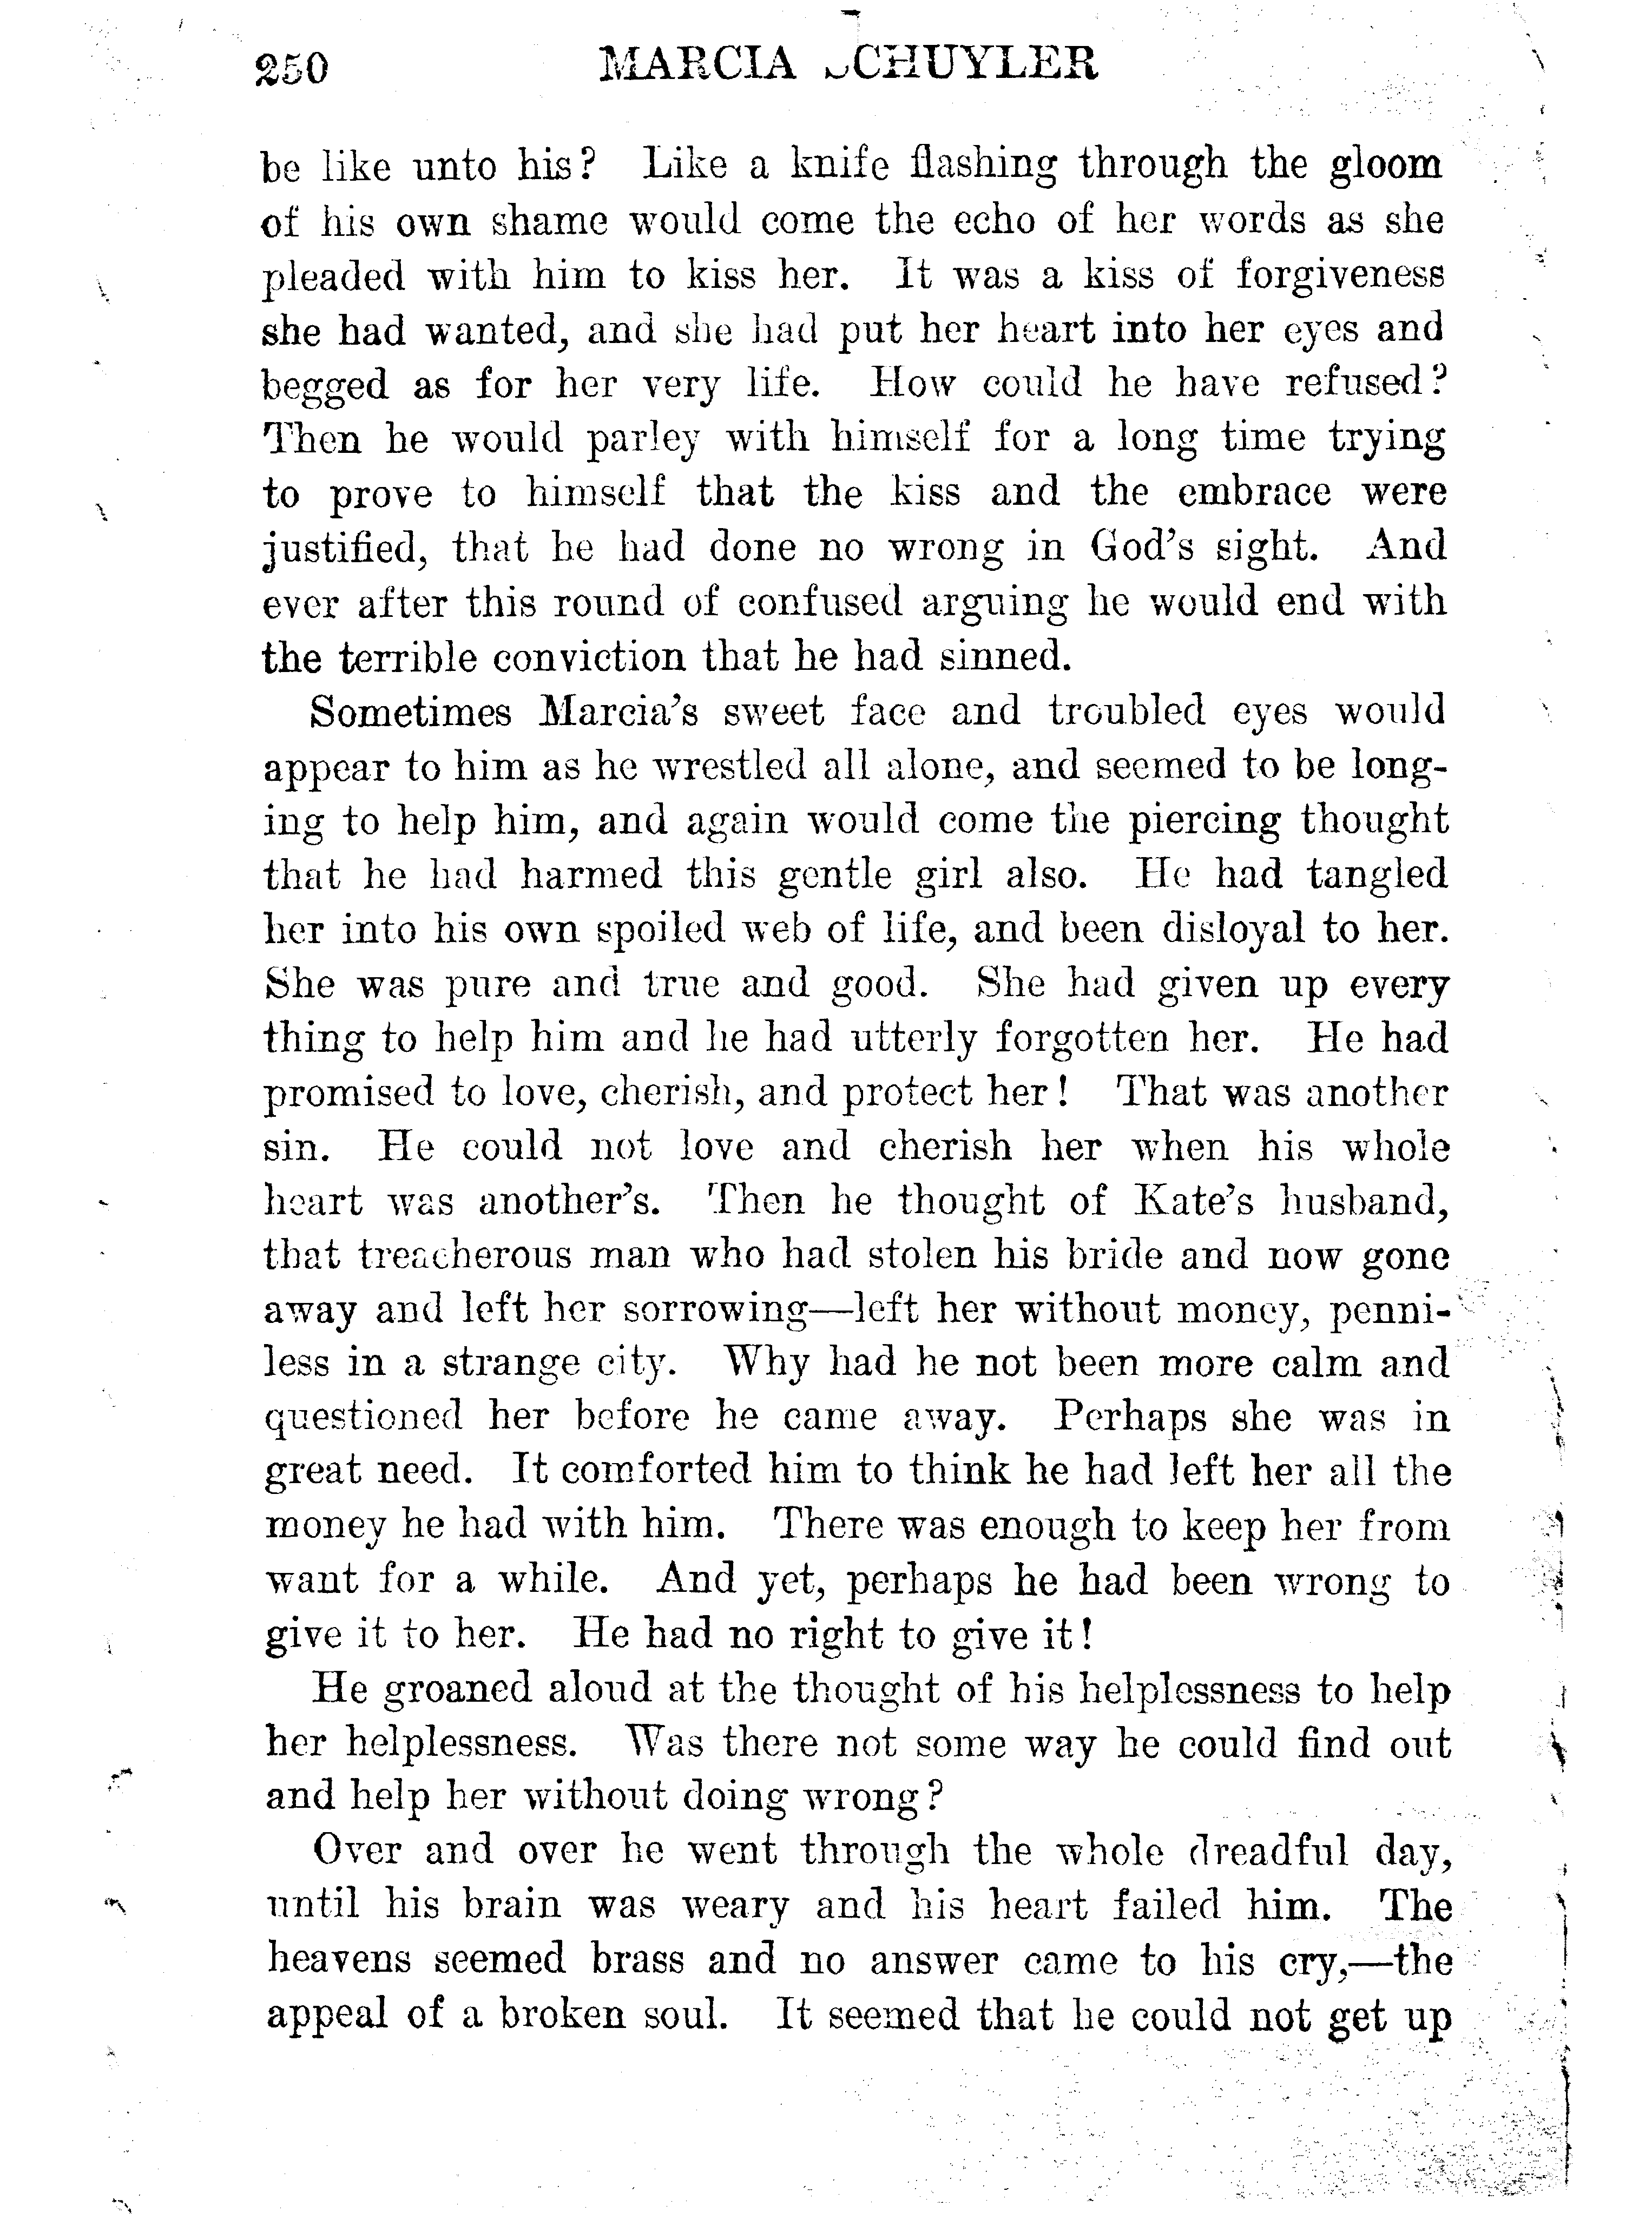 250 MARCIA SCHUYLER
be like unto his? Like a knife flashing through the gloom
of his own shame would come the echo of her words as she
pleaded with him to kiss her. It was a kiss of forgiveness
she had wanted, and she had put her heart into her eyes and
begged as for her very life. How could he have refused?
Then he would parley with himself for a long time trying
to prove to himself that the kiss and the embrace were
justified, that he had done no wrong in God's sight. And
ever after this round of confused arguing he would end with
the terrible conviction that he had sinned.
Sometimes Marcia's sweet face and troubled eyes would
appear to him as he wrestled all alone, and seemed to be long-
ing to help him, and again would come the piercing thought
that he had harmed this gentle girl also. He had tangled
her into his own spoiled web of life, and been disloyal to her.
She was pure and true and good. She had given up every
thing to help him and he had utterly forgotten her. He had
promised to love, cherish, and protect her! That was another
sin. He could not love and cherish her when his whole
heart was another's. Then he thought of Kate's husband,
that treacherous man who had stolen his bride and now gone
away and left her sorrowing—left her without money, penni-
less in a strange city. Why had he not been more calm and
questioned her before he came away. Perhaps she was in
great need. It comforted him to think he had left her all the
money he had with him. There was enough to keep her from
want for a while. And yet, perhaps he had been wrong to
give it to her. He had no right to give it!
He groaned aloud at the thought of his helplessness to help
her helplessness. Was there not some way he could find out
and help her without doing wrong?
Over and over he went through the whole dreadful day,
until his brain was weary and his heart failed him. The
heavens seemed brass and no answer came to his cry,—the
appeal of a broken soul. It seemed that he could not get up